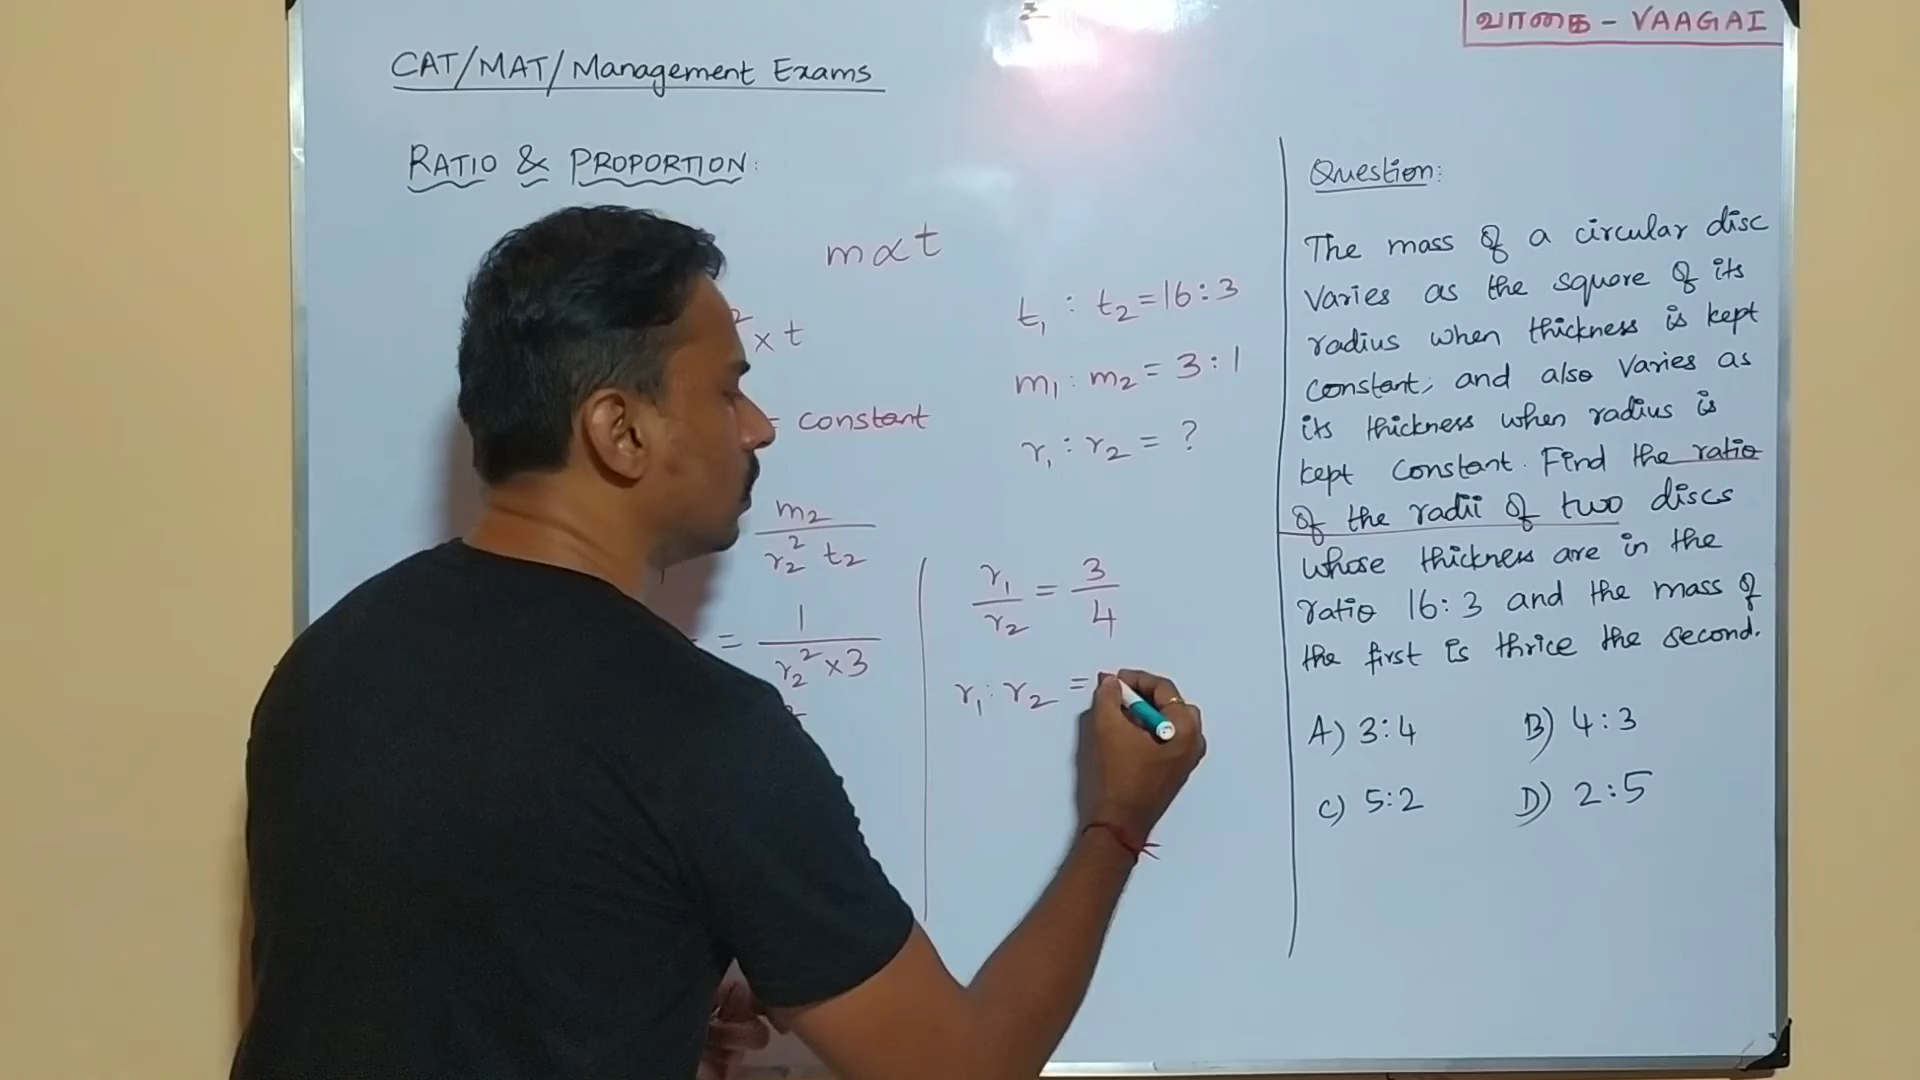 வாகை - VAAGAI
CAT/MAT/Management Exams
RATIO & PROPORTION:
m ∝ t
2 × t
= constant
m₂
r₂² t₂
= 1
r₂² × 3
t₁ : t₂ = 16 : 3
m₁ : m₂ = 3 : 1
r₁ : r₂ = ?
r₁/r₂ = 3/4
r₁ : r₂ =
Question:
The mass of a circular disc
varies as the square of its
radius when thickness is kept
constant, and also varies as
its thickness when radius is
kept constant. Find the ratio
of the radii of two discs
whose thickness are in the
ratio 16 : 3 and the mass of
the first is thrice the second.
A) 3:4 B) 4 : 3
C) 5:2 D) 2 : 5